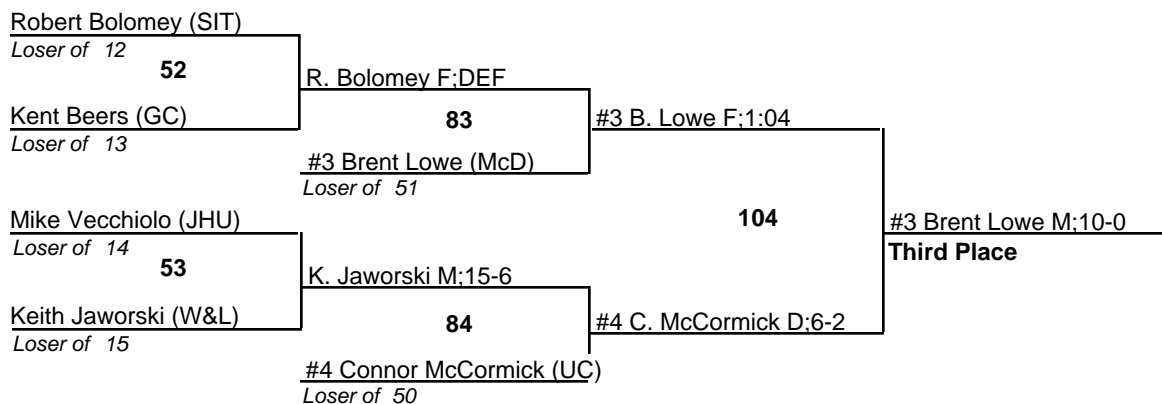 Robert Bolomey (SIT)
Loser of 12
52
R. Bolomey F;DEF
Kent Beers (GC)
Loser of 13
83
#3 B. Lowe F;1:04
#3 Brent Lowe (McD)
Loser of 51
Mike Vecchiolo (JHU)
Loser of 14
104
#3 Brent Lowe M;10-0
Third Place
53
K. Jaworski M;15-6
Keith Jaworski (W&L)
Loser of 15
84
#4 C. McCormick D;6-2
#4 Connor McCormick (UC)
Loser of 50